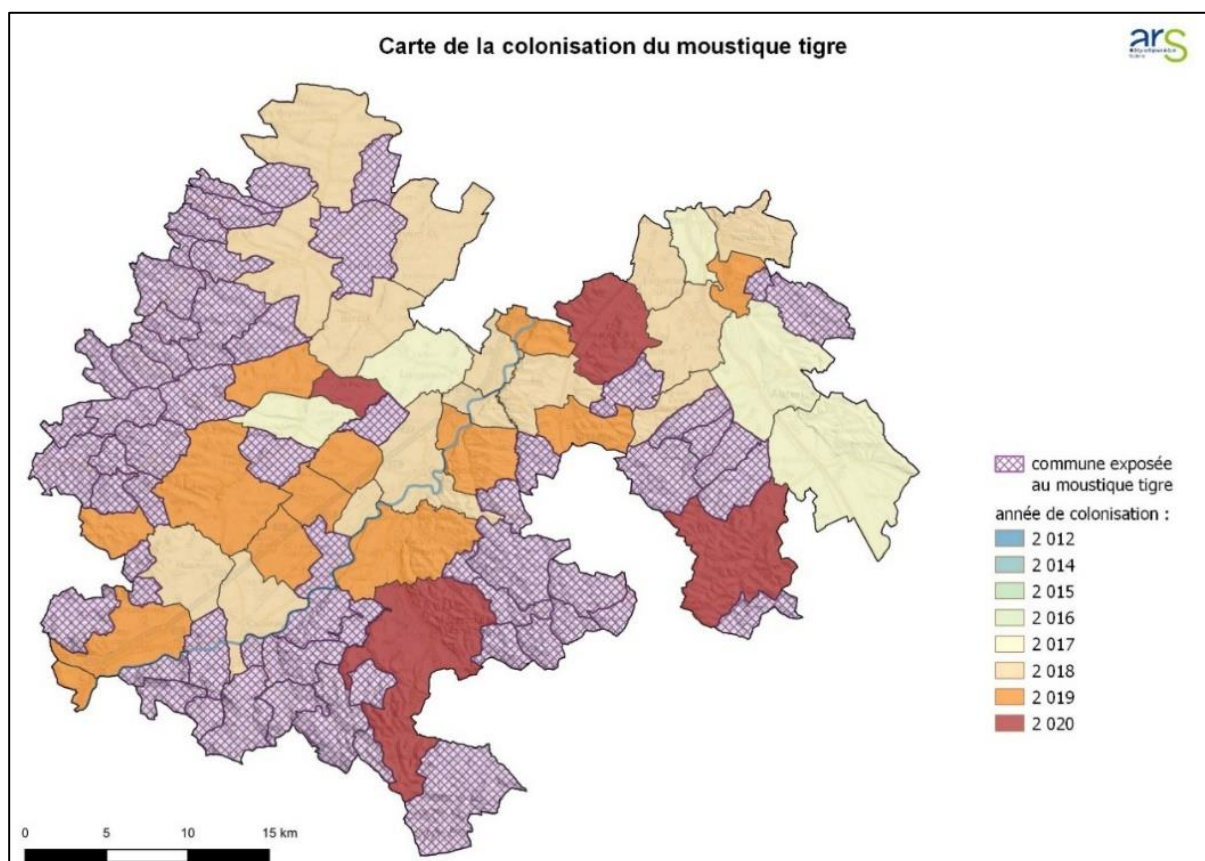 Carte de la colonisation du moustique tigre
ars
commune exposée
au moustique tigre
année de colonisation :
2 012
2 014
2 015
2 016
2 017
2 018
2 019
2 020
0 5 10 15 km